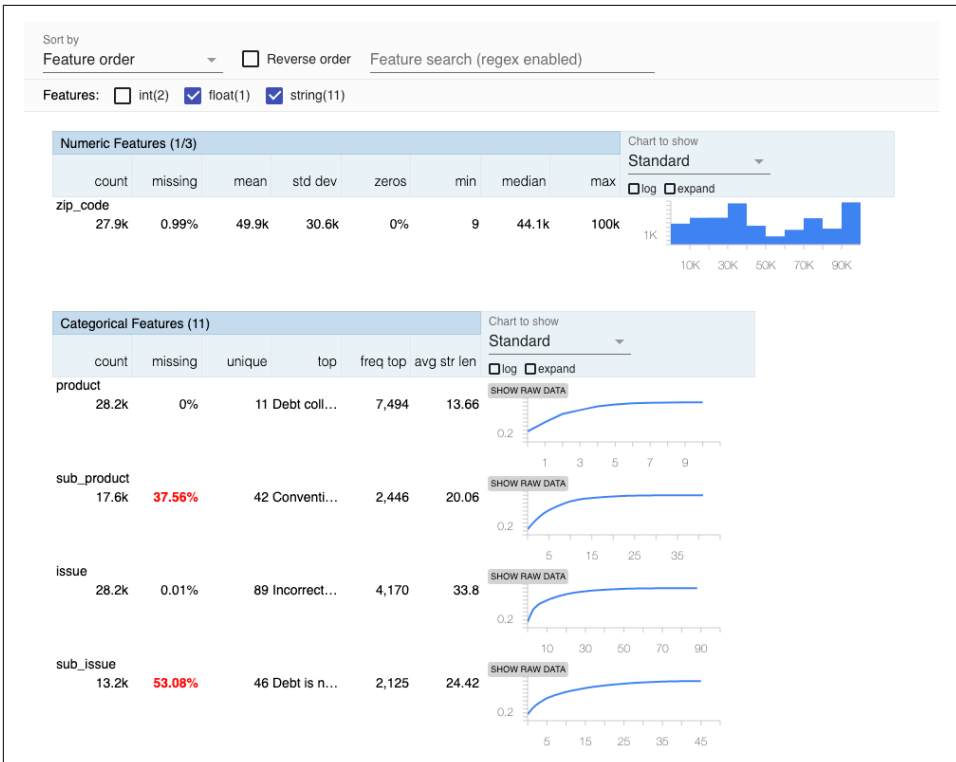 Sort by
Feature order
Reverse order
Feature search (regex enabled)
Features: int(2) float(1) string(11)
Numeric Features (1/3)
Chart to show
Standard
count missing mean std dev zeros min median max
log expand
zip_code
27.9k 0.99% 49.9k 30.6k 0% 9 44.1k 100k
1K
10K 30K 50K 70K 90K
Categorical Features (11)
Chart to show
Standard
count missing unique top freq top avg str len
log expand
product
28.2k 0% 11 Debt coll... 7,494 13.66
SHOW RAW DATA
0.2
1 3 5 7 9
sub_product
17.6k 37.56% 42 Conventi... 2,446 20.06
SHOW RAW DATA
0.2
5 15 25 35
issue
28.2k 0.01% 89 Incorrect... 4,170 33.8
SHOW RAW DATA
0.2
10 30 50 70 90
sub_issue
13.2k 53.08% 46 Debt is n... 2,125 24.42
SHOW RAW DATA
0.2
5 15 25 35 45